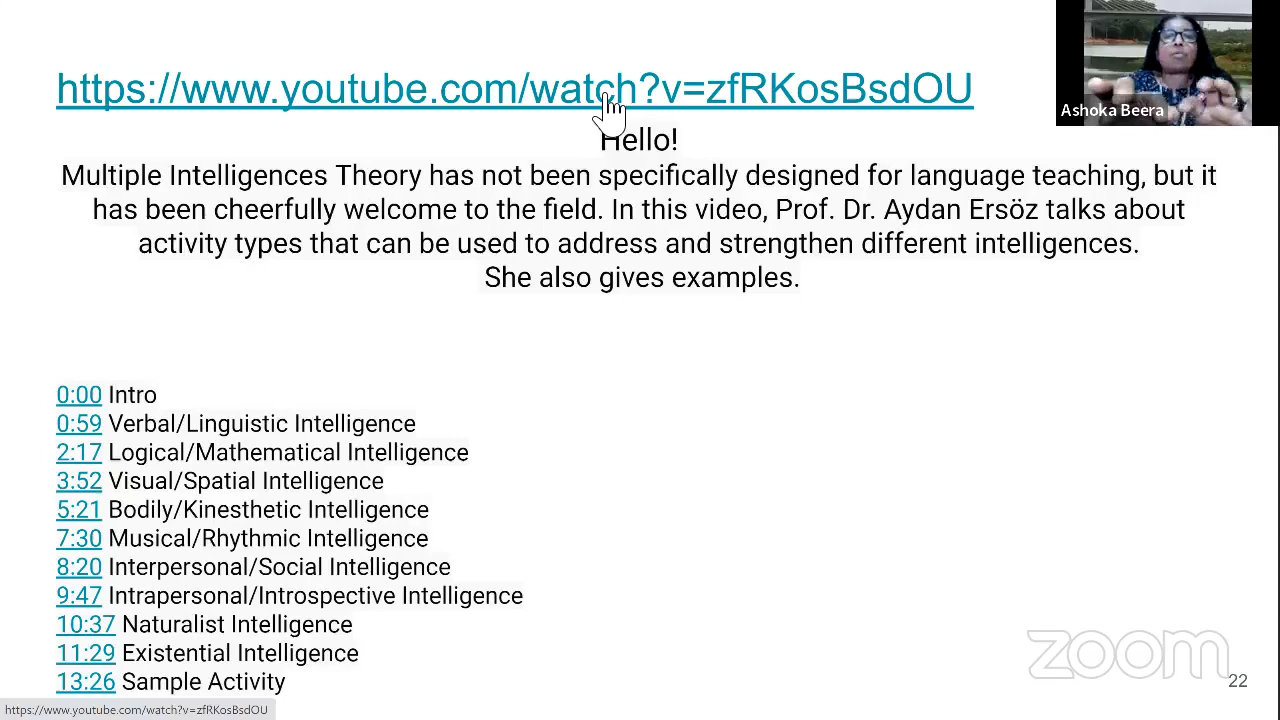 https://www.youtube.com/watch?v=zfRKosBsdOU
Ashoka Beera
Hello!
Multiple Intelligences Theory has not been specifically designed for language teaching, but it
has been cheerfully welcome to the field. In this video, Prof. Dr. Aydan Ersöz talks about
activity types that can be used to address and strengthen different intelligences.
She also gives examples.
0:00 Intro
0:59 Verbal/Linguistic Intelligence
2:17 Logical/Mathematical Intelligence
3:52 Visual/Spatial Intelligence
5:21 Bodily/Kinesthetic Intelligence
7:30 Musical/Rhythmic Intelligence
8:20 Interpersonal/Social Intelligence
9:47 Intrapersonal/Introspective Intelligence
10:37 Naturalist Intelligence
11:29 Existential Intelligence
13:26 Sample Activity
zoom
22
https://www.youtube.com/watch?v=zfRKosBsdOU